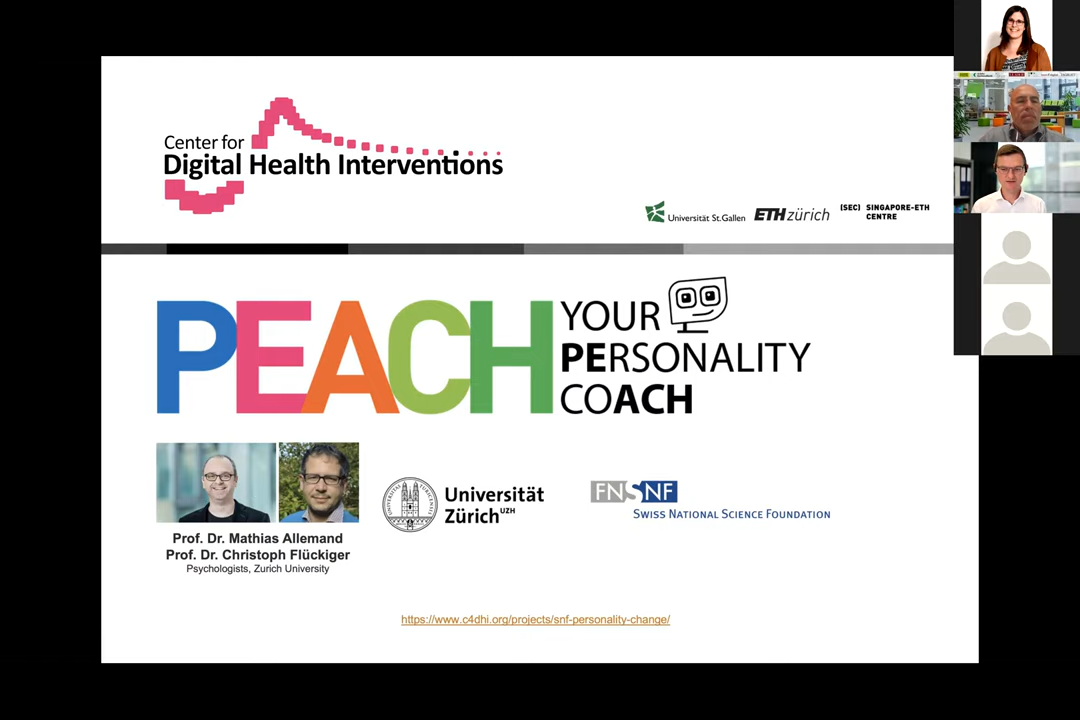 Center for
Digital Health Interventions
Universität St.Gallen
ETH zürich
(SEC) SINGAPORE-ETH
CENTRE
PEACH
YOUR
PERSONALITY
COACH
Universität
Zürich UZH
FNSNF
SWISS NATIONAL SCIENCE FOUNDATION
Prof. Dr. Mathias Allemand
Prof. Dr. Christoph Flückiger
Psychologists, Zurich University
https://www.c4dhi.org/projects/snf-personality-change/